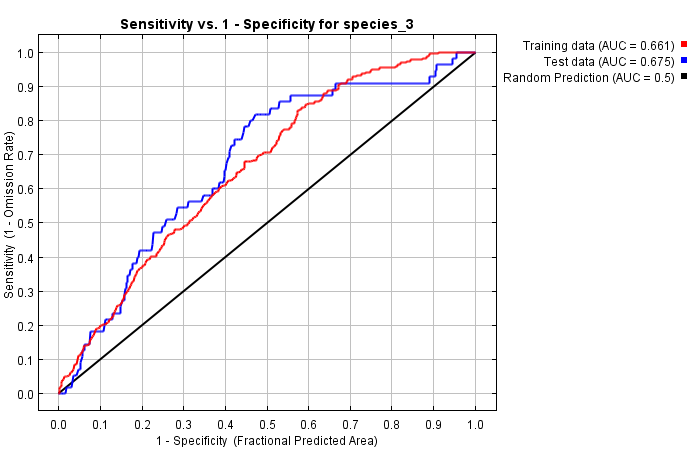 Sensitivity vs. 1 - Specificity for species_3
Training data (AUC = 0.661)
Test data (AUC = 0.675)
Random Prediction (AUC = 0.5)
Sensitivity (1 - Omission Rate)
1.0
0.9
0.8
0.7
0.6
0.5
0.4
0.3
0.2
0.1
0.0
0.0 0.1 0.2 0.3 0.4 0.5 0.6 0.7 0.8 0.9 1.0
1 - Specificity (Fractional Predicted Area)